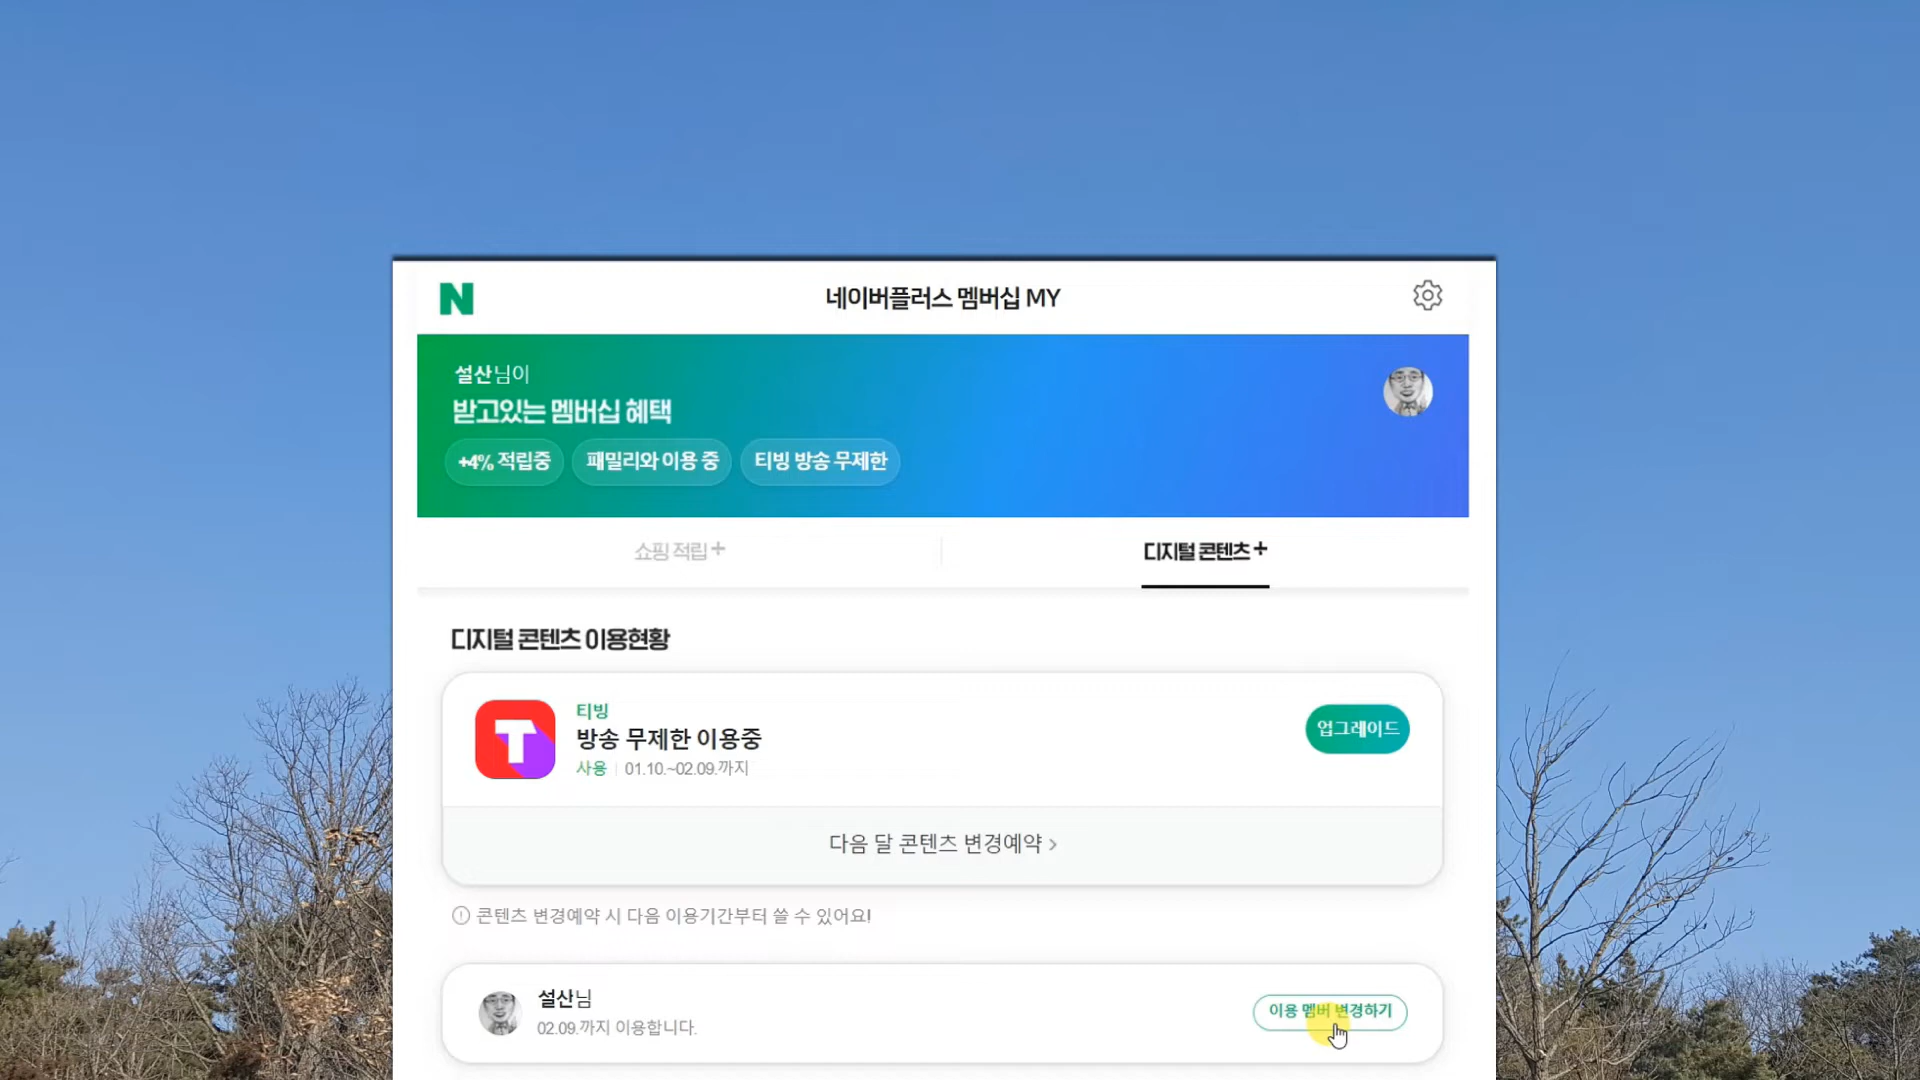 N
네이버플러스 멤버십 MY
설산님이
받고있는 멤버십 혜택
+4% 적립중
패밀리와 이용 중
티빙 방송 무제한
쇼핑 적립+
디지털 콘텐츠+
디지털 콘텐츠 이용현황
T
티빙
방송 무제한 이용중
사용 | 01.10.~02.09.까지
업그레이드
다음 달 콘텐츠 변경예약 >
콘텐츠 변경예약 시 다음 이용기간부터 쓸 수 있어요!
설산님
02.09.까지 이용합니다.
이용 멤버 변경하기